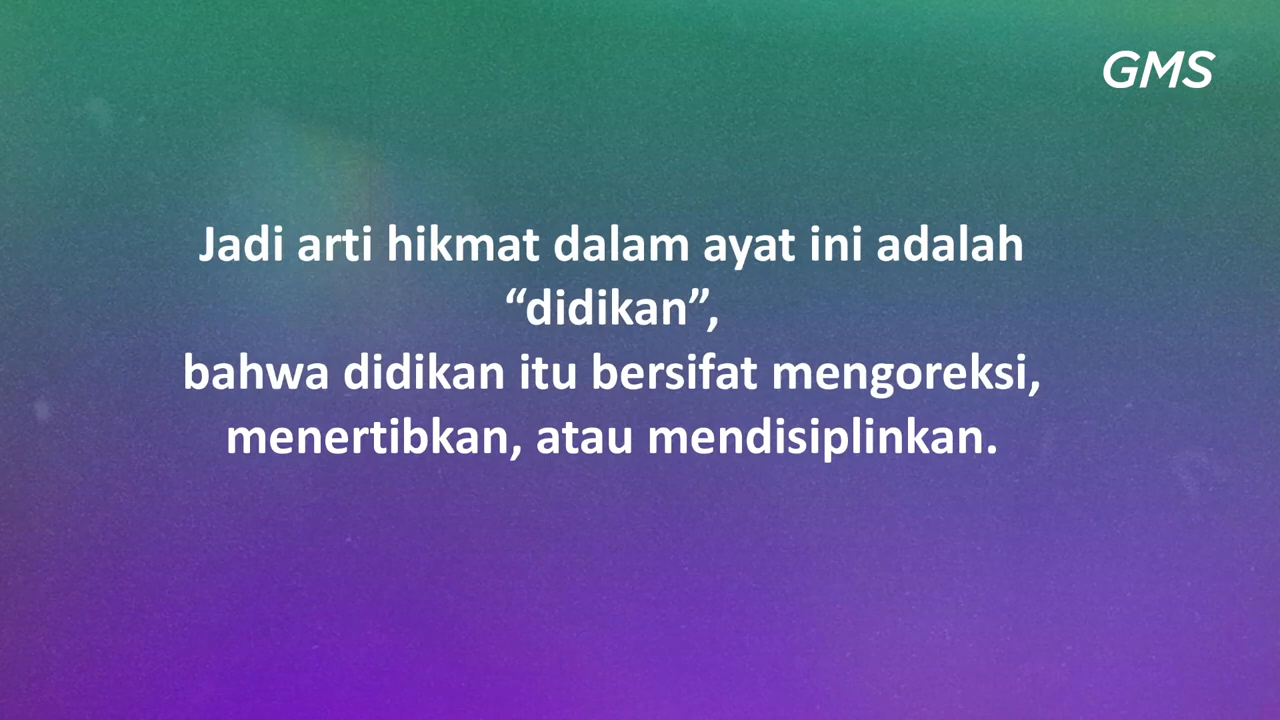 GMS
Jadi arti hikmat dalam ayat ini adalah
“didikan”,
bahwa didikan itu bersifat mengoreksi,
menertibkan, atau mendisiplinkan.